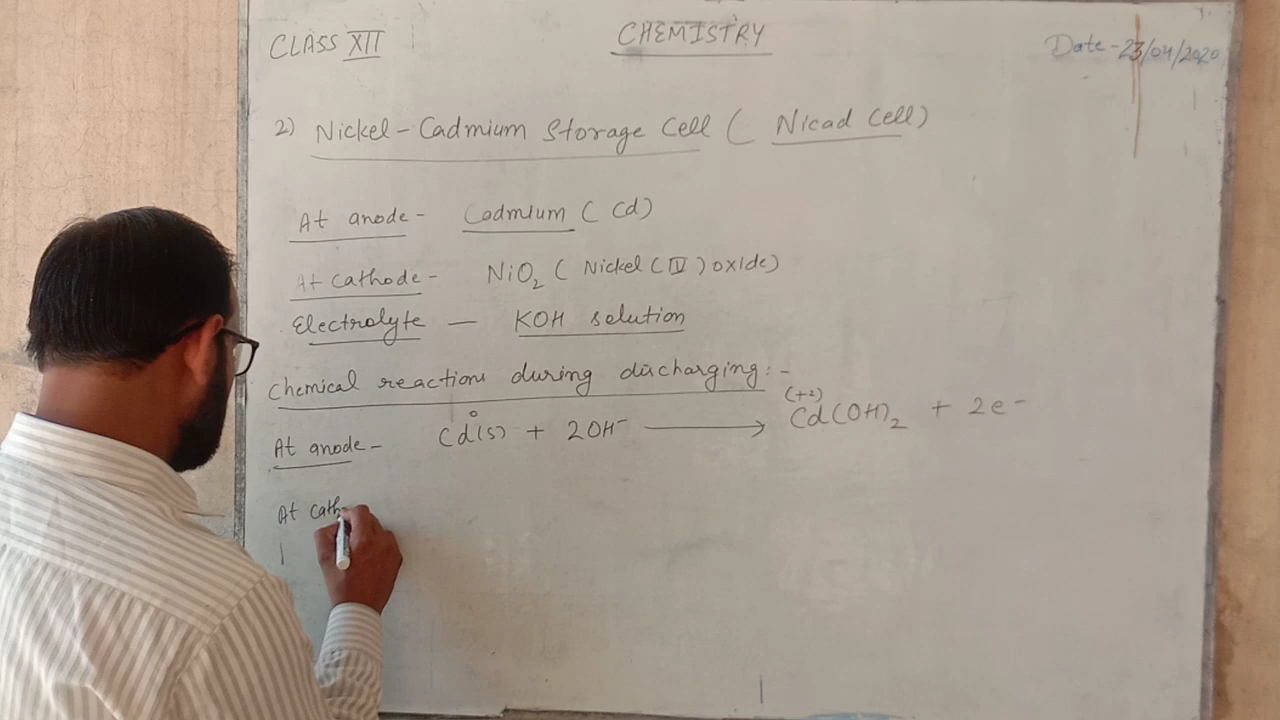 CLASS XII
CHEMISTRY
Date-23/04/2020
2) Nickel-Cadmium Storage Cell ( Nicad Cell)
At anode- Cadmium ( Cd)
At cathode- NiO₂ ( Nickel (IV) oxide)
Electrolyte — KOH solution
Chemical reactions during discharging:-
At anode- C⁰d(s) + 2OH⁻ ⟶ (+2)Cd(OH)₂ + 2e⁻
At cath